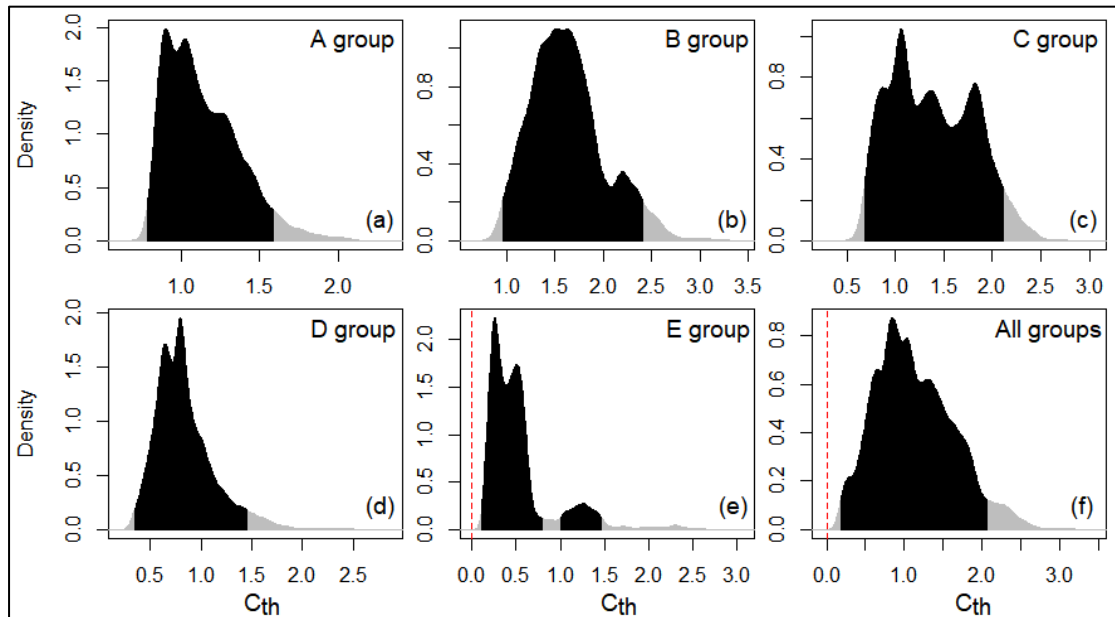 A group
Density
0.0 0.5 1.0 1.5 2.0
(a)
1.0 1.5 2.0
B group
0.0 0.4 0.8
(b)
1.0 1.5 2.0 2.5 3.0 3.5
C group
0.0 0.4 0.8
(c)
0.5 1.0 1.5 2.0 2.5 3.0
D group
Density
0.0 0.5 1.0 1.5 2.0
(d)
0.5 1.0 1.5 2.0 2.5
Cth
E group
0.0 0.5 1.0 1.5 2.0
(e)
0.0 0.5 1.0 1.5 2.0 2.5 3.0
Cth
All groups
0.0 0.2 0.4 0.6 0.8
(f)
0.0 1.0 2.0 3.0
Cth